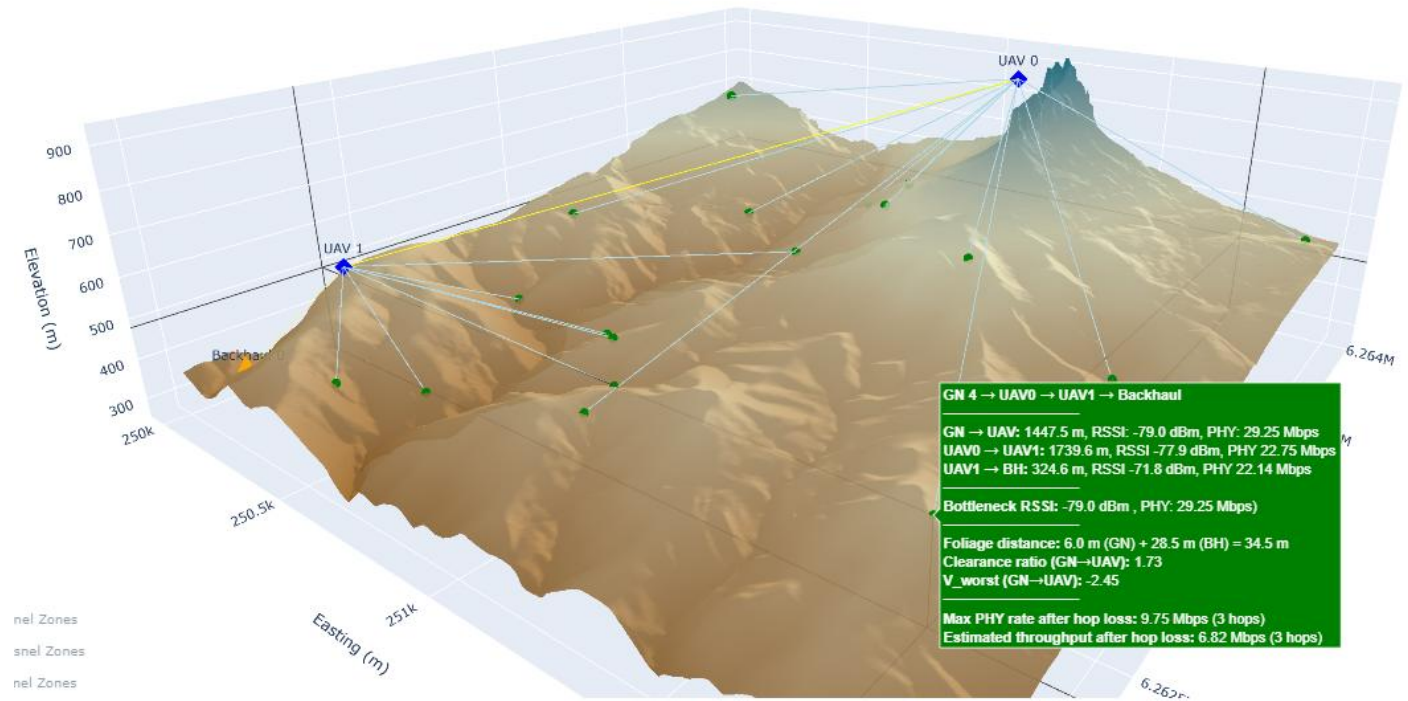 UAV 0
900
800
UAV 1
700
600
Elevation (m)
500
Backhaul 0
400
300
250k
6.264M
GN 4 → UAV0 → UAV1 → Backhaul
GN → UAV: 1447.5 m, RSSI: -79.0 dBm, PHY: 29.25 Mbps
UAV0 → UAV1: 1739.6 m, RSSI -77.9 dBm, PHY 22.75 Mbps
UAV1 → BH: 324.6 m, RSSI -71.8 dBm, PHY 22.14 Mbps
Bottleneck RSSI: -79.0 dBm , PHY: 29.25 Mbps)
Foliage distance: 6.0 m (GN) + 28.5 m (BH) = 34.5 m
Clearance ratio (GN→UAV): 1.73
V_worst (GN→UAV): -2.45
Max PHY rate after hop loss: 9.75 Mbps (3 hops)
Estimated throughput after hop loss: 6.82 Mbps (3 hops)
M
250.5k
251k
Easting (m)
nel Zones
snel Zones
nel Zones